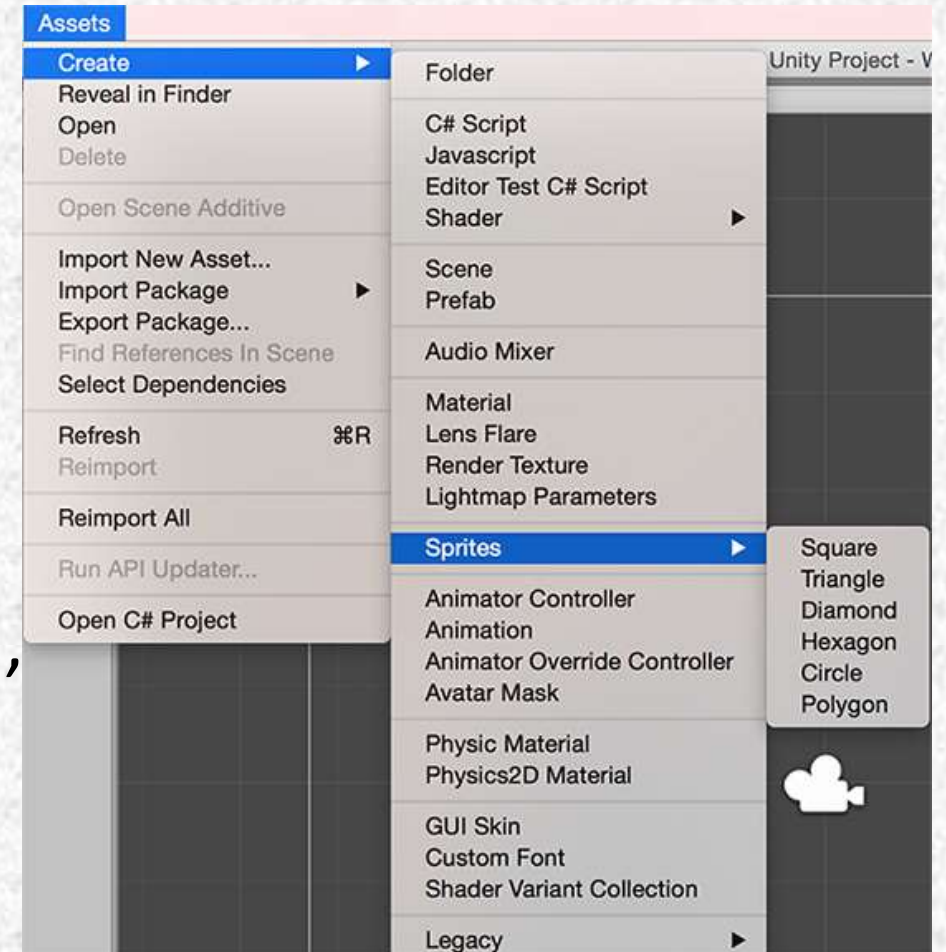 Assets
Unity Project - W
Create
Reveal in Finder
Open
Delete
Open Scene Additive
Import New Asset...
Import Package
Export Package...
Find References In Scene
Select Dependencies
Refresh ⌘R
Reimport
Reimport All
Run API Updater...
Open C# Project
,
Folder
C# Script
Javascript
Editor Test C# Script
Shader
Scene
Prefab
Audio Mixer
Material
Lens Flare
Render Texture
Lightmap Parameters
Sprites
Animator Controller
Animation
Animator Override Controller
Avatar Mask
Physic Material
Physics2D Material
GUI Skin
Custom Font
Shader Variant Collection
Legacy
Square
Triangle
Diamond
Hexagon
Circle
Polygon